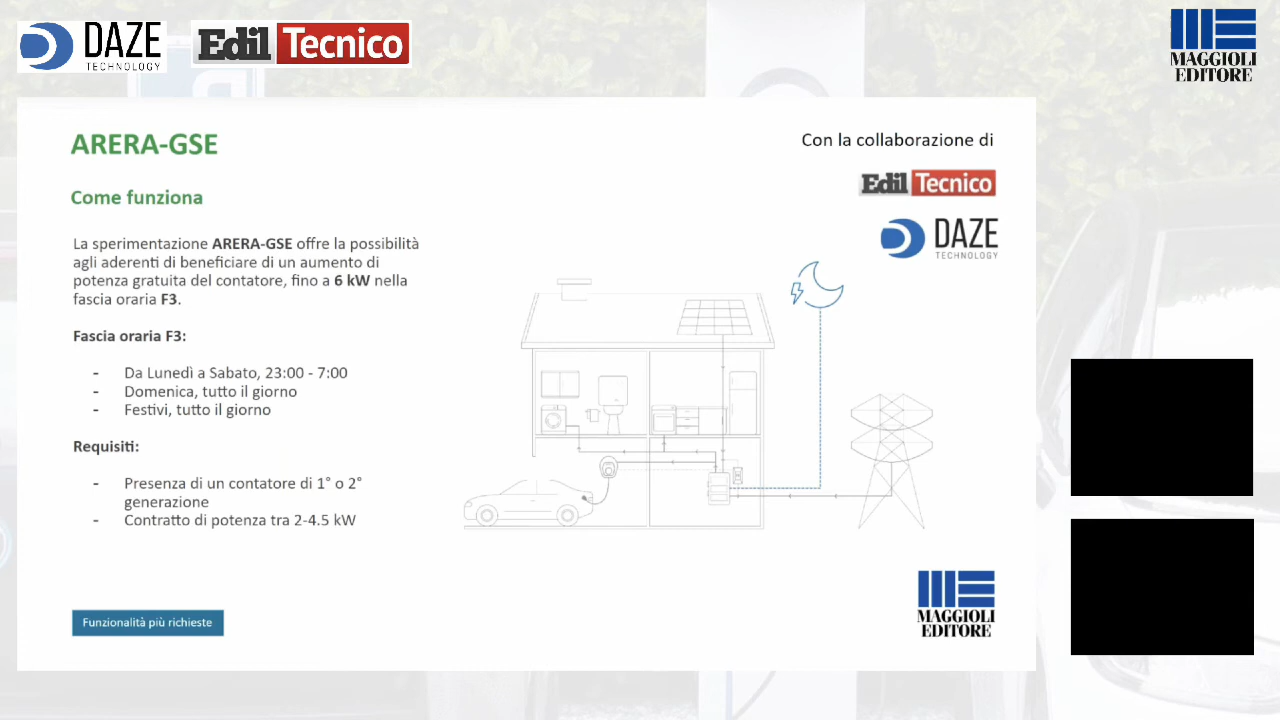 DAZE
TECHNOLOGY
Edil Tecnico
MAGGIOLI
EDITORE
ARERA-GSE
Con la collaborazione di
Edil Tecnico
DAZE
TECHNOLOGY
Come funziona
La sperimentazione ARERA-GSE offre la possibilità
agli aderenti di beneficiare di un aumento di
potenza gratuita del contatore, fino a 6 kW nella
fascia oraria F3.
Fascia oraria F3:
- Da Lunedì a Sabato, 23:00 - 7:00
- Domenica, tutto il giorno
- Festivi, tutto il giorno
Requisiti:
- Presenza di un contatore di 1° o 2°
generazione
- Contratto di potenza tra 2-4.5 kW
Funzionalità più richieste
MAGGIOLI
EDITORE